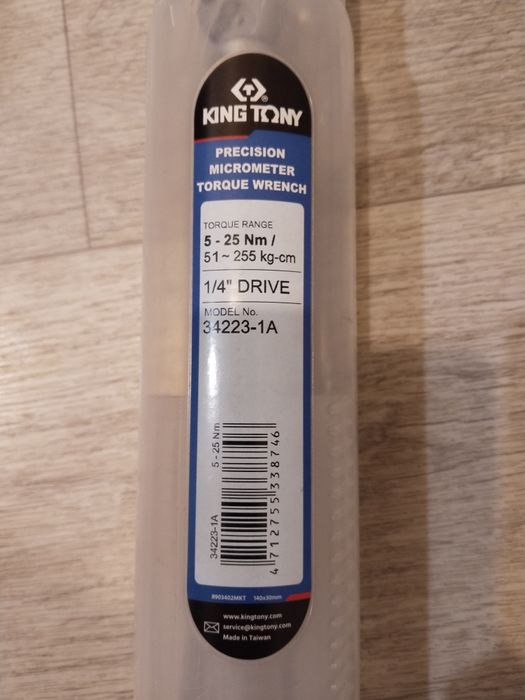 KING TONY
PRECISION
MICROMETER
TORQUE WRENCH
TORQUE RANGE
5 - 25 Nm /
51 ~ 255 kg-cm
1/4" DRIVE
MODEL No.
34223-1A
5 - 25 Nm
34223-1A
4 712755 338746
8903402MKT 140x30mm
www.kingtony.com
service@kingtony.com
Made in Taiwan